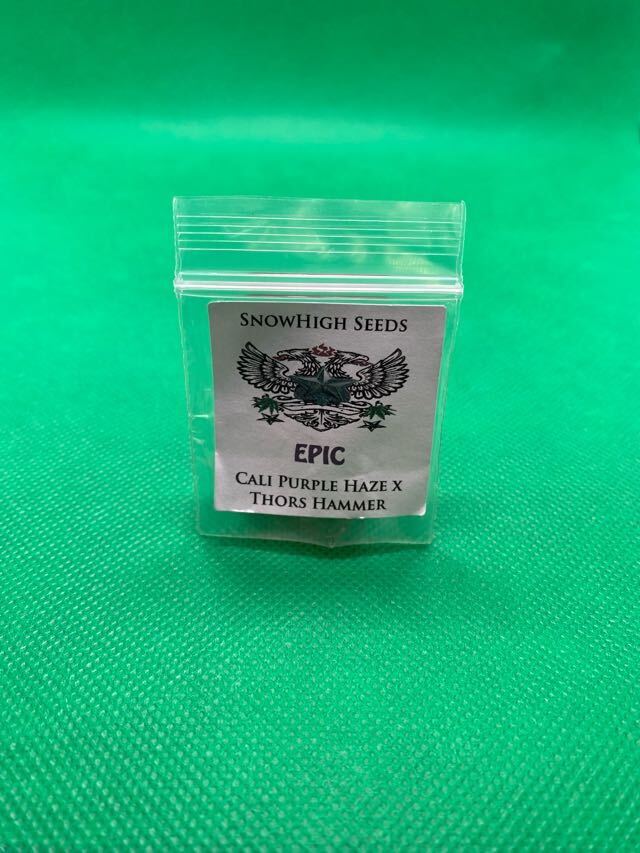 SnowHigh Seeds
EPIC
Cali Purple Haze x
Thors Hammer